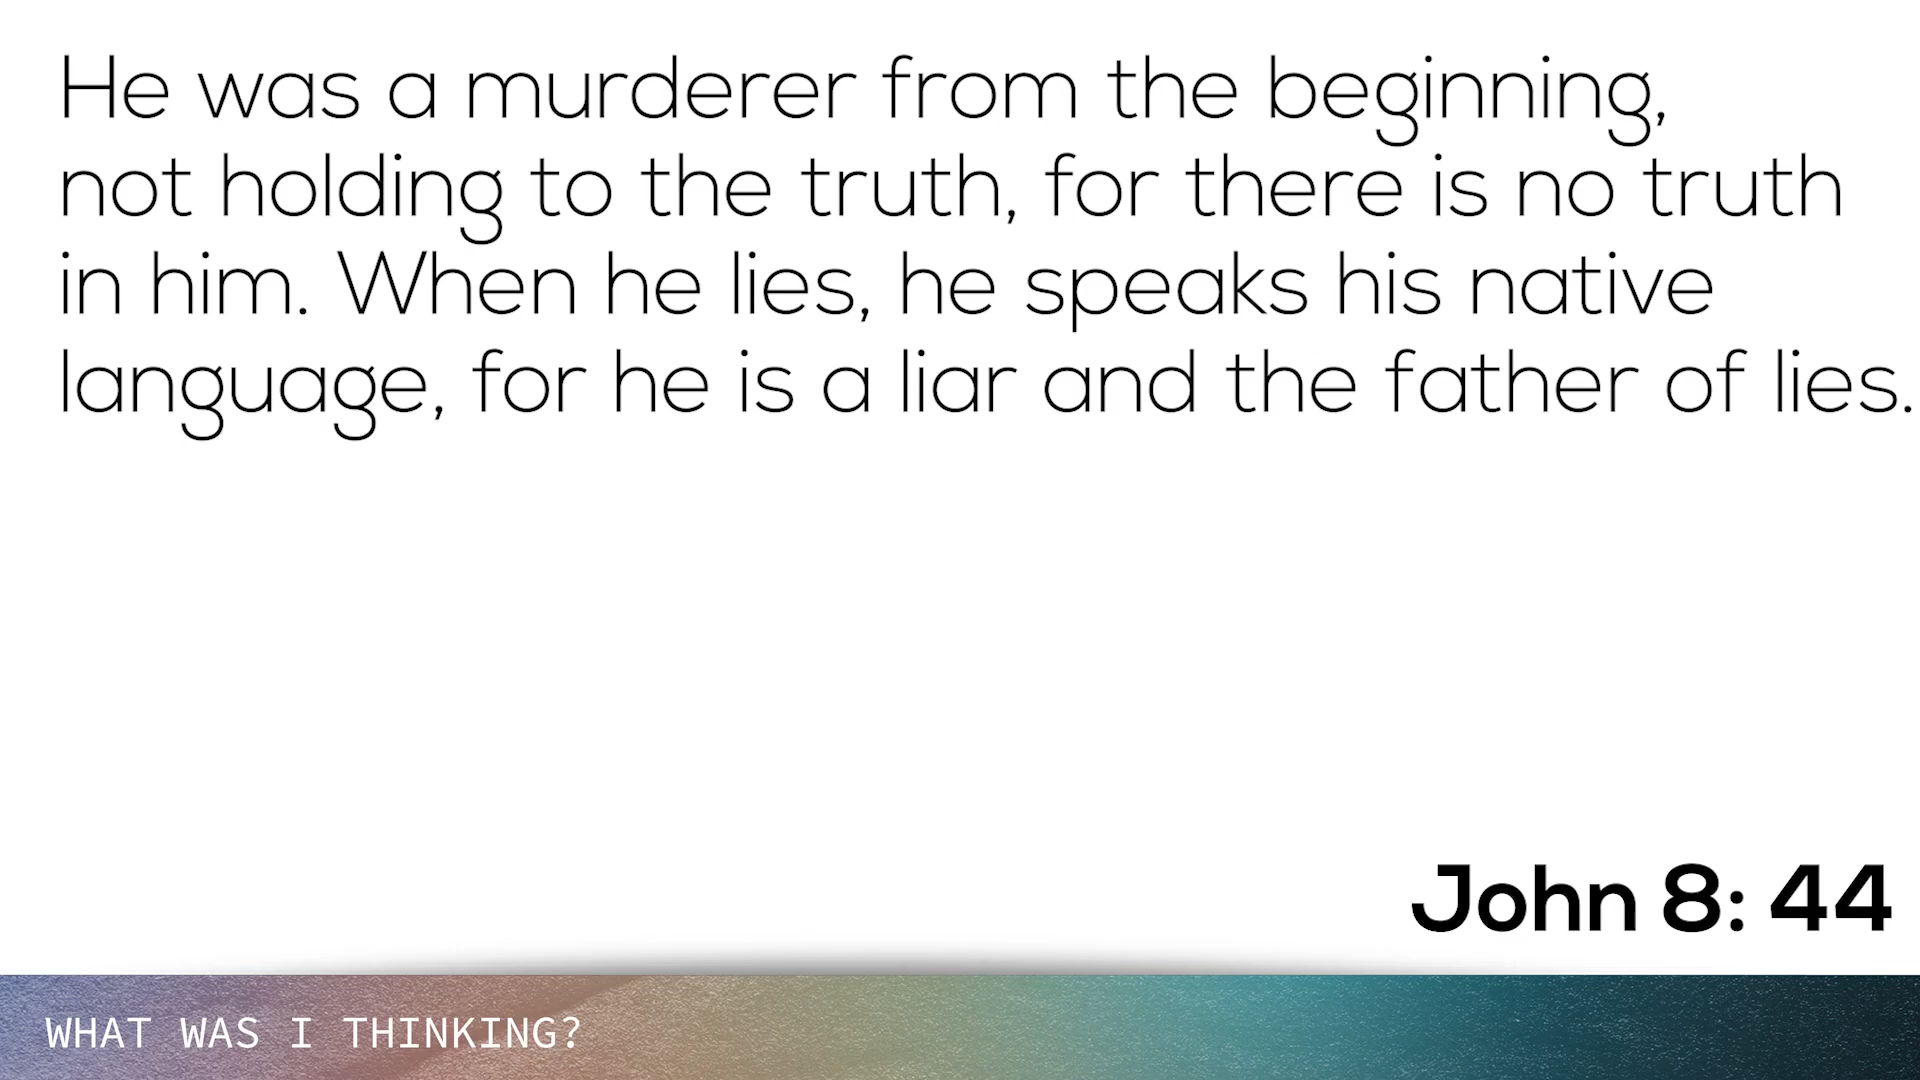 He was a murderer from the beginning,
not holding to the truth, for there is no truth
in him. When he lies, he speaks his native
language, for he is a liar and the father of lies.
John 8: 44
WHAT WAS I THINKING?